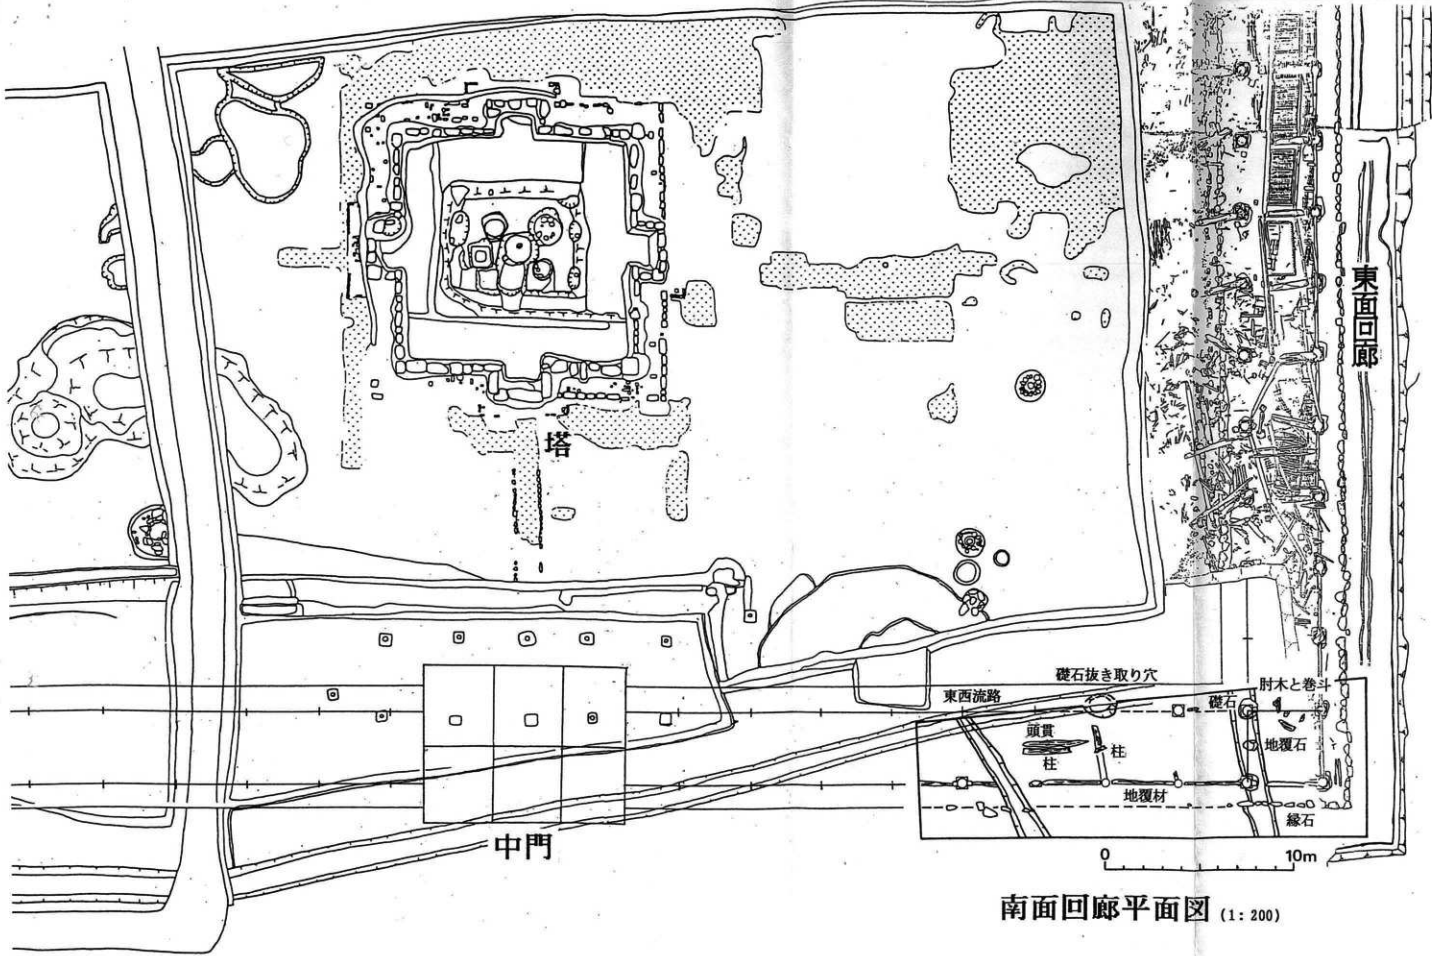 東面回廊
塔
礎石抜き取り穴
肘木と巻斗
東西流路
礎石
頭貫
柱
柱
地覆石
地覆材
縁石
中門
0 10m
南面回廊平面図 (1:200)